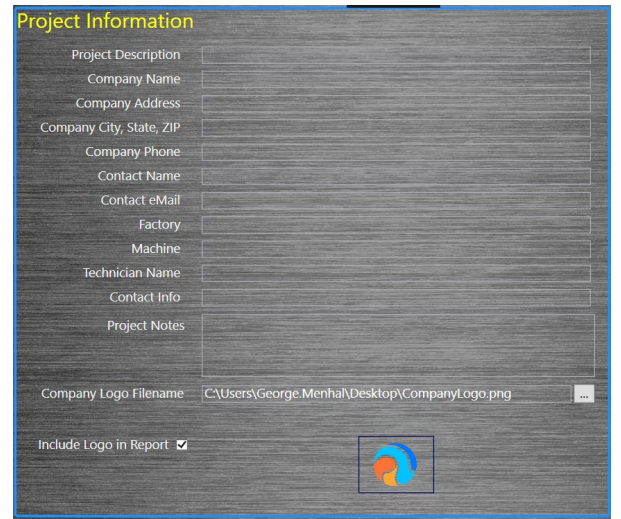 Project Information
Project Description
Company Name
Company Address
Company City, State, ZIP
Company Phone
Contact Name
Contact eMail
Factory
Machine
Technician Name
Contact Info
Project Notes
Company Logo Filename C:\Users\George.Menhal\Desktop\CompanyLogo.png ...
Include Logo in Report